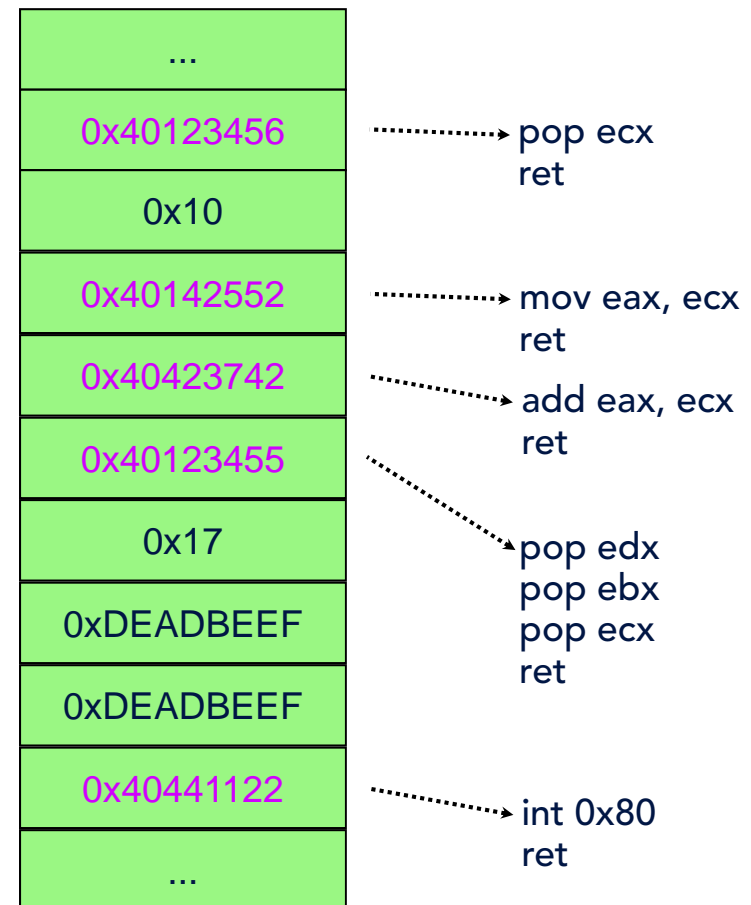 ...
0x40123456
pop ecx
ret
0x10
0x40142552
mov eax, ecx
ret
0x40423742
add eax, ecx
ret
0x40123455
0x17
pop edx
pop ebx
pop ecx
ret
0xDEADBEEF
0xDEADBEEF
0x40441122
int 0x80
ret
...